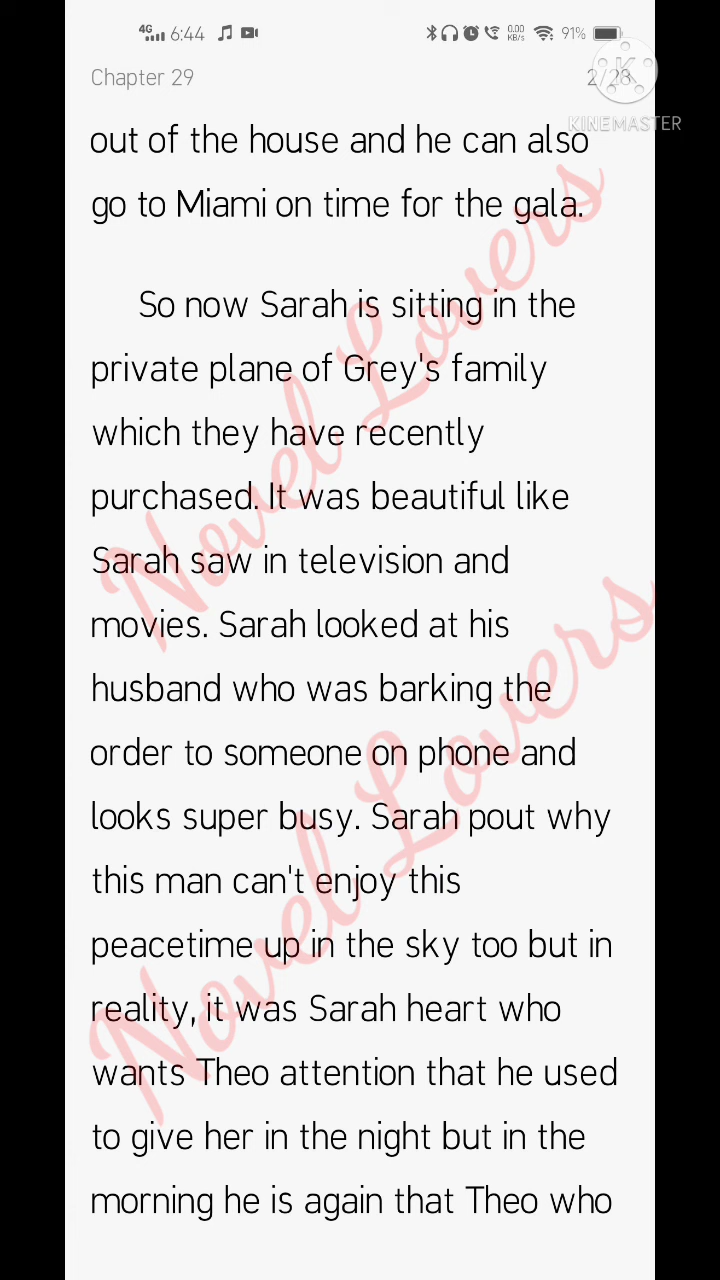 4G 6:44 0.00 KB/s 91%
Chapter 29 2/28
KINEMASTER
out of the house and he can also
go to Miami on time for the gala.
So now Sarah is sitting in the
private plane of Grey's family
which they have recently
purchased. It was beautiful like
Sarah saw in television and
movies. Sarah looked at his
husband who was barking the
order to someone on phone and
looks super busy. Sarah pout why
this man can't enjoy this
peacetime up in the sky too but in
reality, it was Sarah heart who
wants Theo attention that he used
to give her in the night but in the
morning he is again that Theo who
Novel Lovers
Novel Lovers